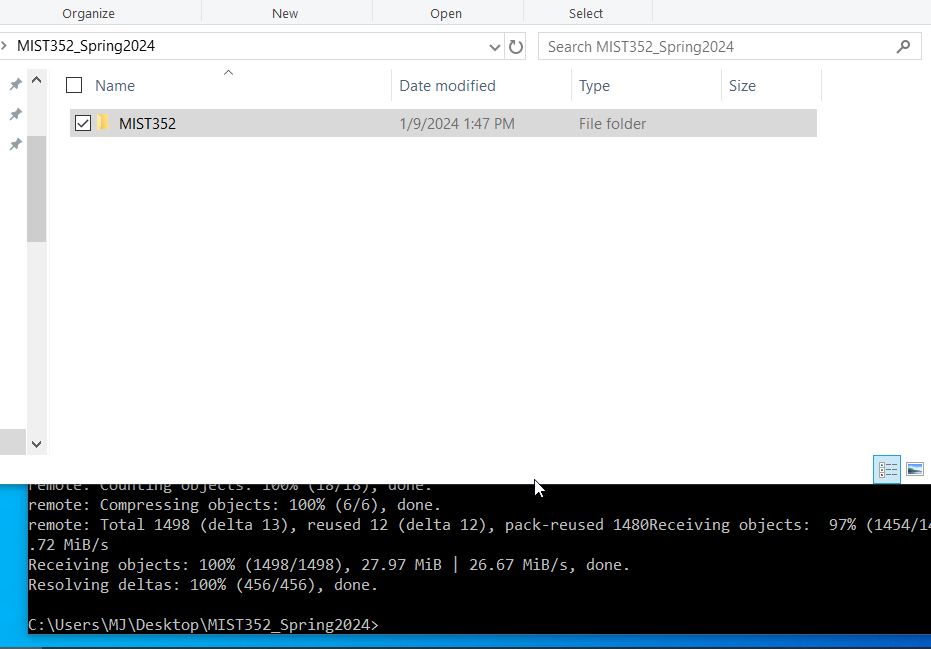 Organize New Open Select
MIST352_Spring2024 Search MIST352_Spring2024
Name Date modified Type Size
MIST352 1/9/2024 1:47 PM File folder
remote: Counting objects: 100% (18/18), done.
remote: Compressing objects: 100% (6/6), done.
remote: Total 1498 (delta 13), reused 12 (delta 12), pack-reused 1480Receiving objects:  97% (1454/14
.72 MiB/s
Receiving objects: 100% (1498/1498), 27.97 MiB | 26.67 MiB/s, done.
Resolving deltas: 100% (456/456), done.
C:\Users\MJ\Desktop\MIST352_Spring2024>